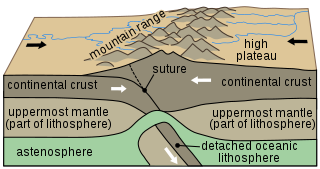 mountain range
high
plateau
suture
continental crust
continental crust
uppermost mantle
(part of lithosphere)
uppermost mantle
(part of lithosphere)
asthenosphere
detached oceanic
lithosphere